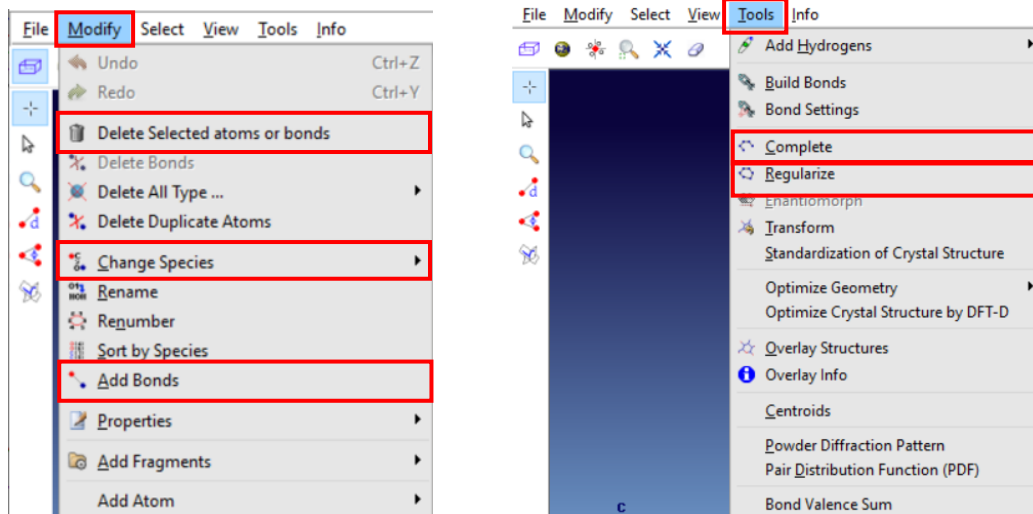 File Modify Select View Tools Info
Undo Ctrl+Z
Redo Ctrl+Y
Delete Selected atoms or bonds
Delete Bonds
Delete All Type ...
Delete Duplicate Atoms
Change Species
Rename
Renumber
Sort by Species
Add Bonds
Properties
Add Fragments
Add Atom
File Modify Select View Tools Info
Add Hydrogens
Build Bonds
Bond Settings
Complete
Regularize
Enantiomorph
Transform
Standardization of Crystal Structure
Optimize Geometry
Optimize Crystal Structure by DFT-D
Overlay Structures
Overlay Info
Centroids
Powder Diffraction Pattern
Pair Distribution Function (PDF)
Bond Valence Sum
c